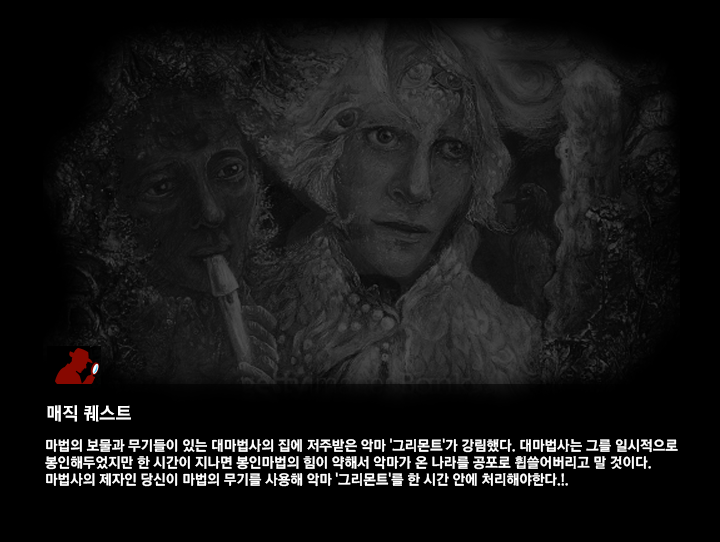 매직 퀘스트
마법의 보물과 무기들이 있는 대마법사의 집에 저주받은 악마 '그리몬트'가 강림했다. 대마법사는 그를 일시적으로
봉인해두었지만 한 시간이 지나면 봉인마법의 힘이 약해서 악마가 온 나라를 공포로 휩쓸어버리고 말 것이다.
마법사의 제자인 당신이 마법의 무기를 사용해 악마 '그리몬트'를 한 시간 안에 처리해야한다.!.